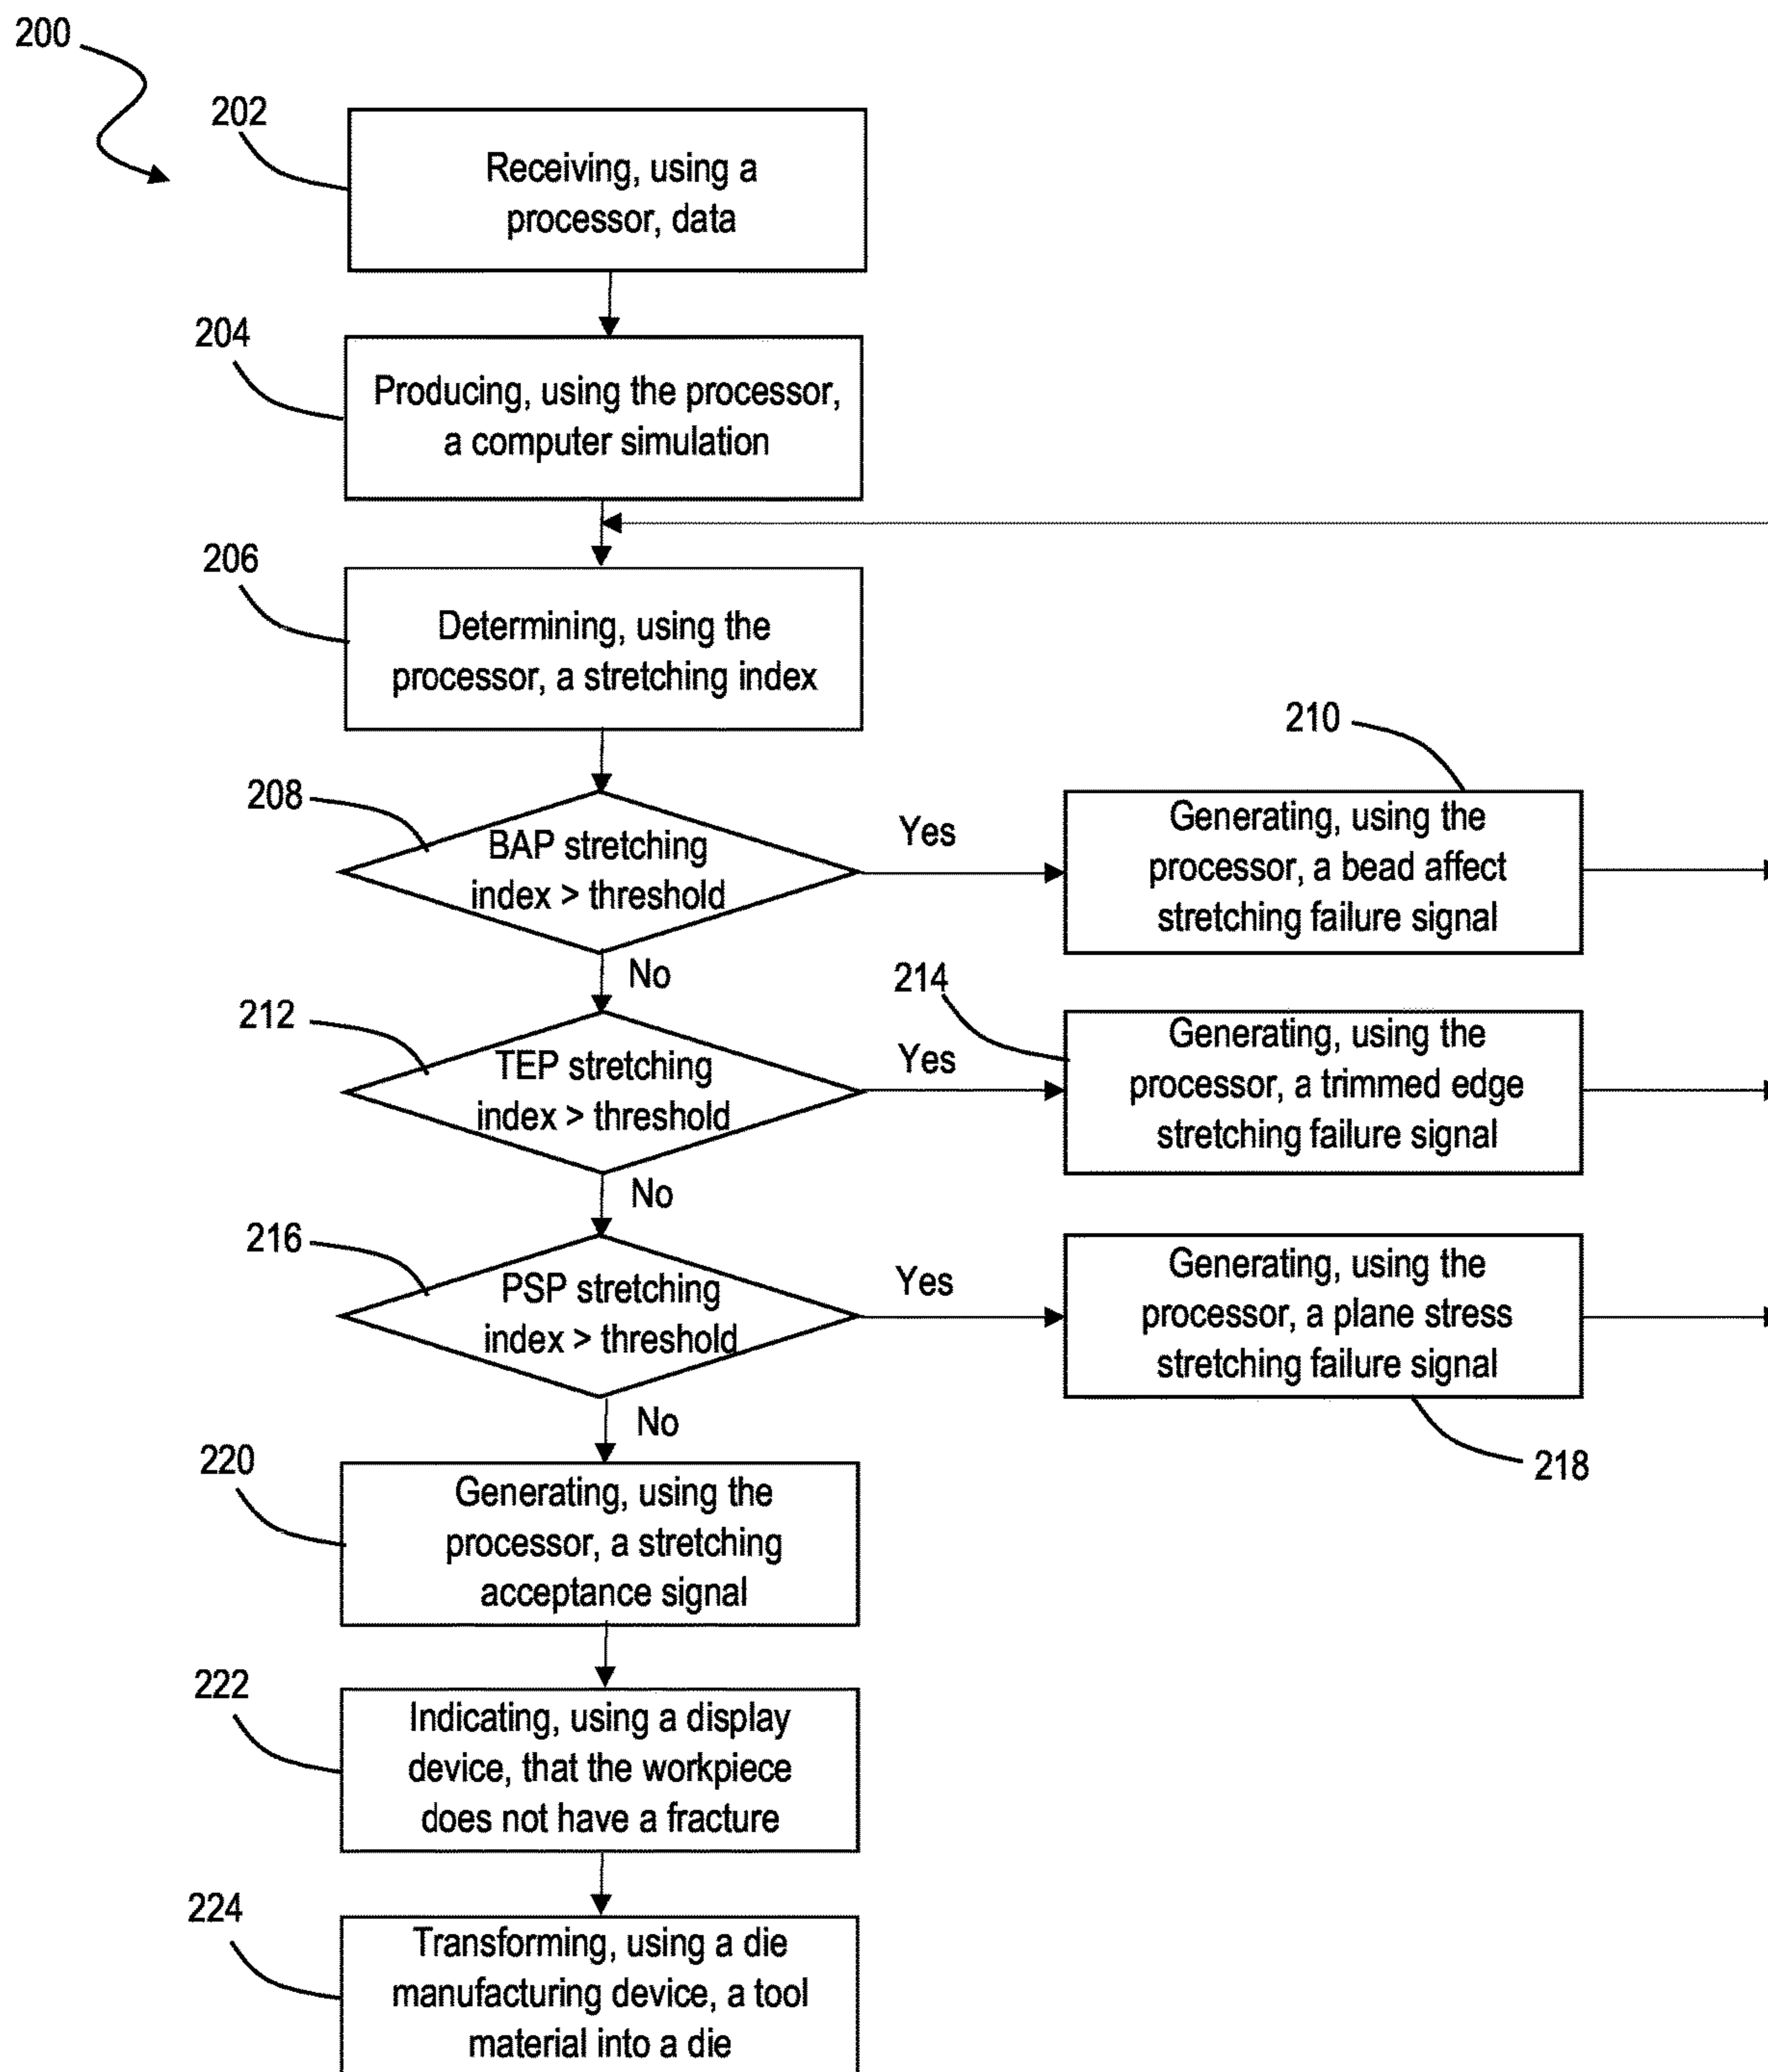 200
202
Receiving, using a
processor, data
204
Producing, using the processor,
a computer simulation
206
Determining, using the
processor, a stretching index
208
BAP stretching
index > threshold
Yes
210
Generating, using the
processor, a bead affect
stretching failure signal
No
212
TEP stretching
index > threshold
Yes
214
Generating, using the
processor, a trimmed edge
stretching failure signal
No
216
PSP stretching
index > threshold
Yes
Generating, using the
processor, a plane stress
stretching failure signal
218
No
220
Generating, using the
processor, a stretching
acceptance signal
222
Indicating, using a display
device, that the workpiece
does not have a fracture
224
Transforming, using a die
manufacturing device, a tool
material into a die